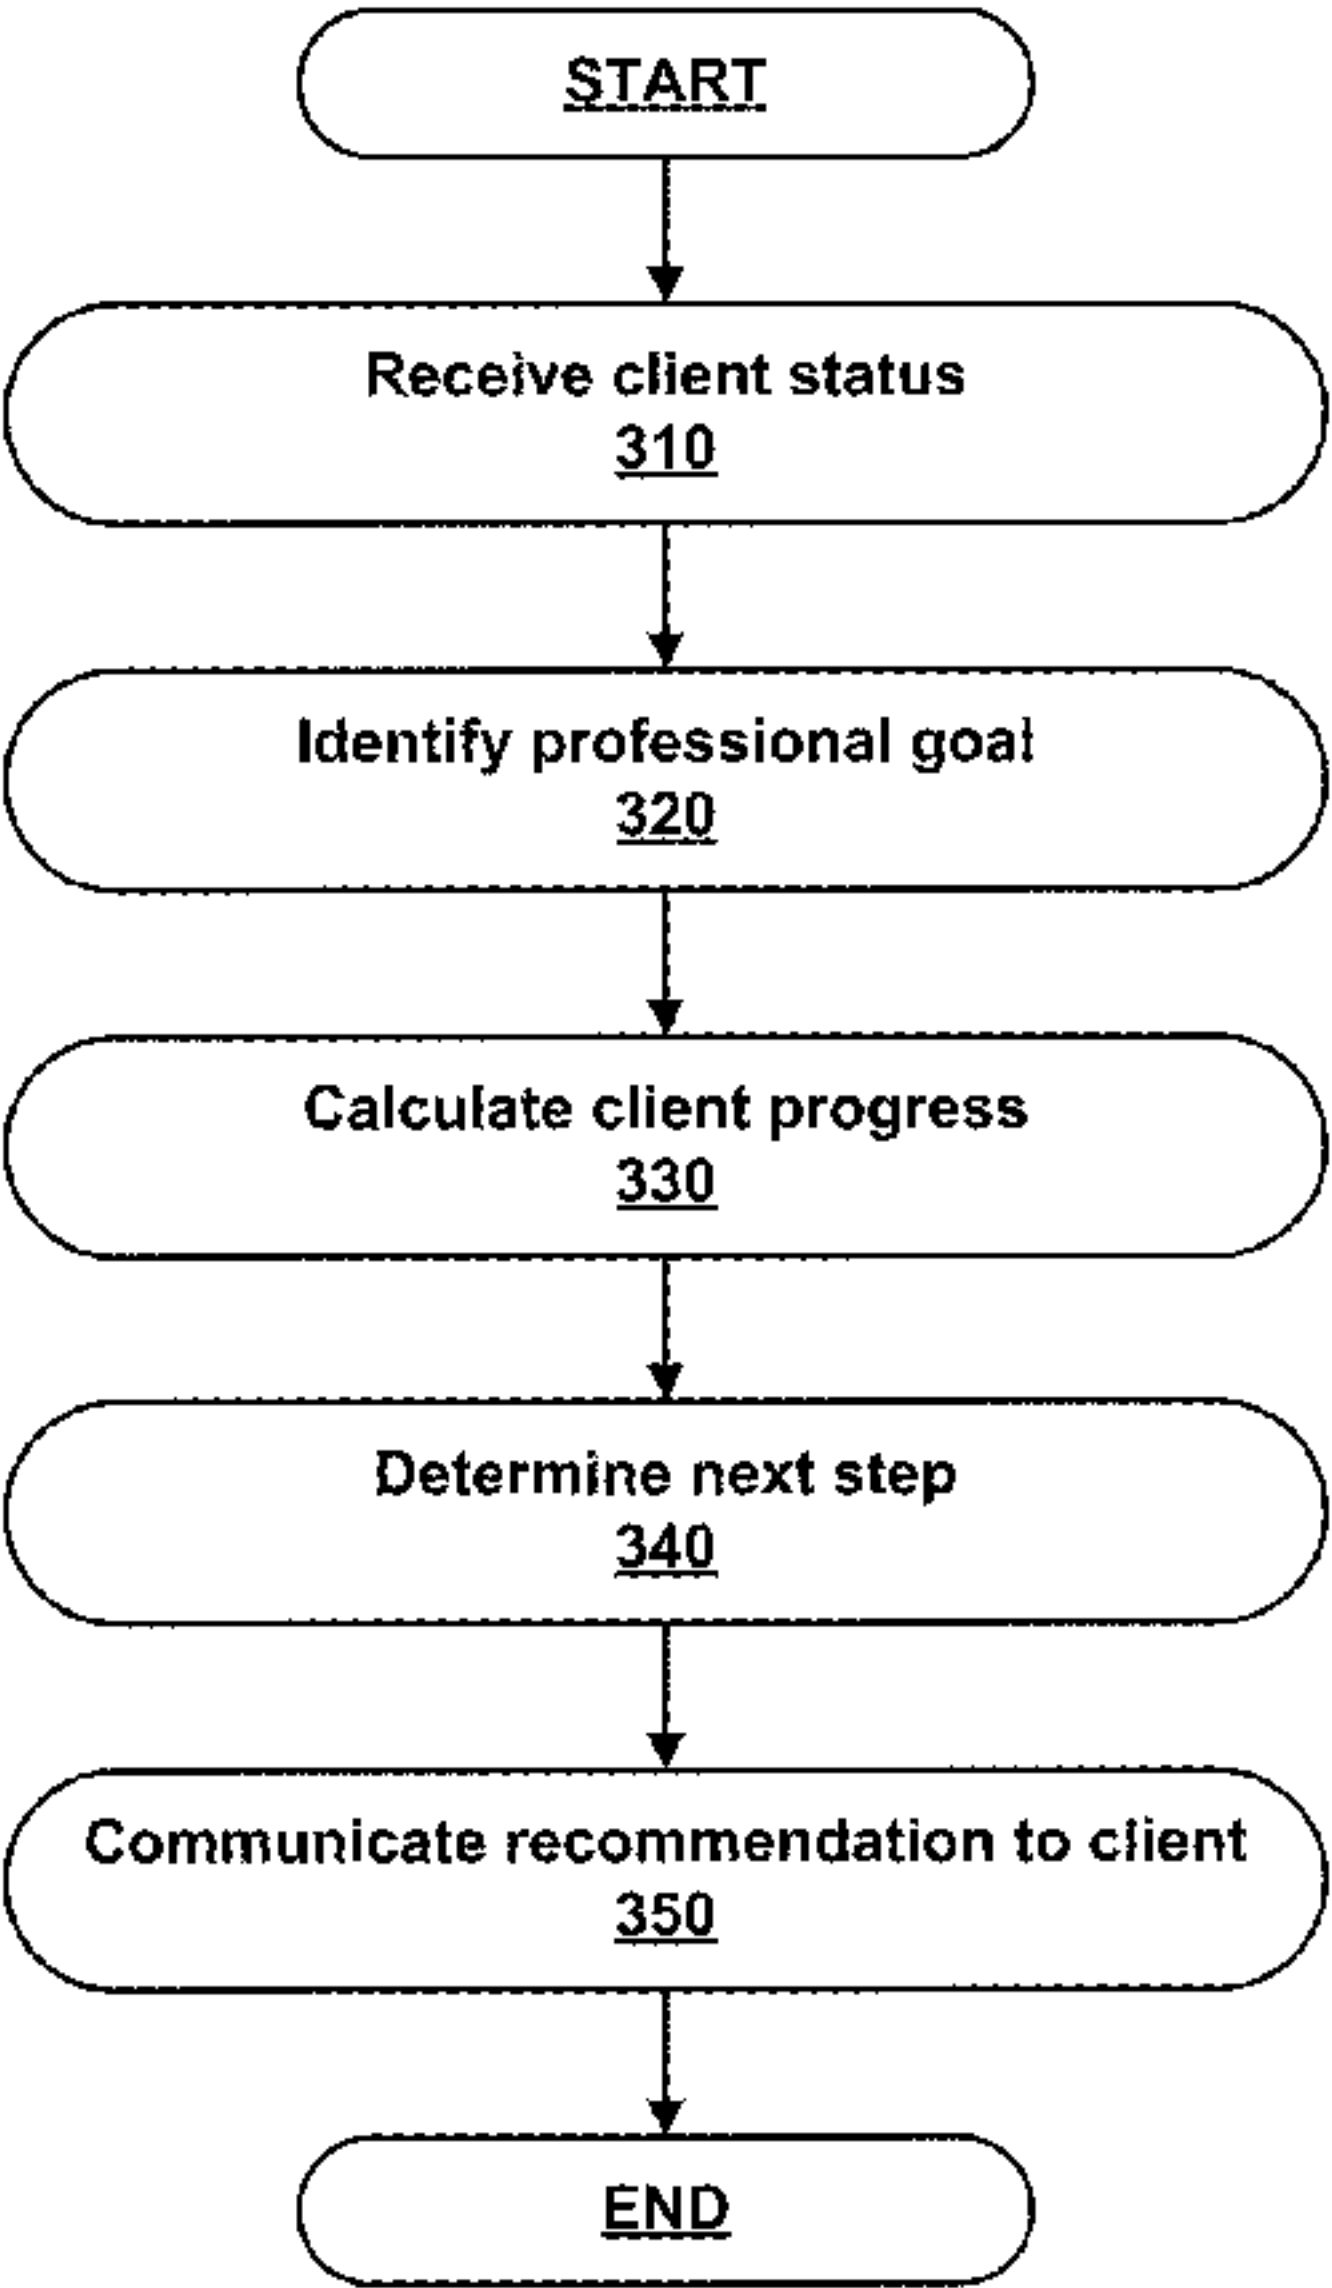 START
Receive client status
310
Identify professional goal
320
Calculate client progress
330
Determine next step
340
Communicate recommendation to client
350
END